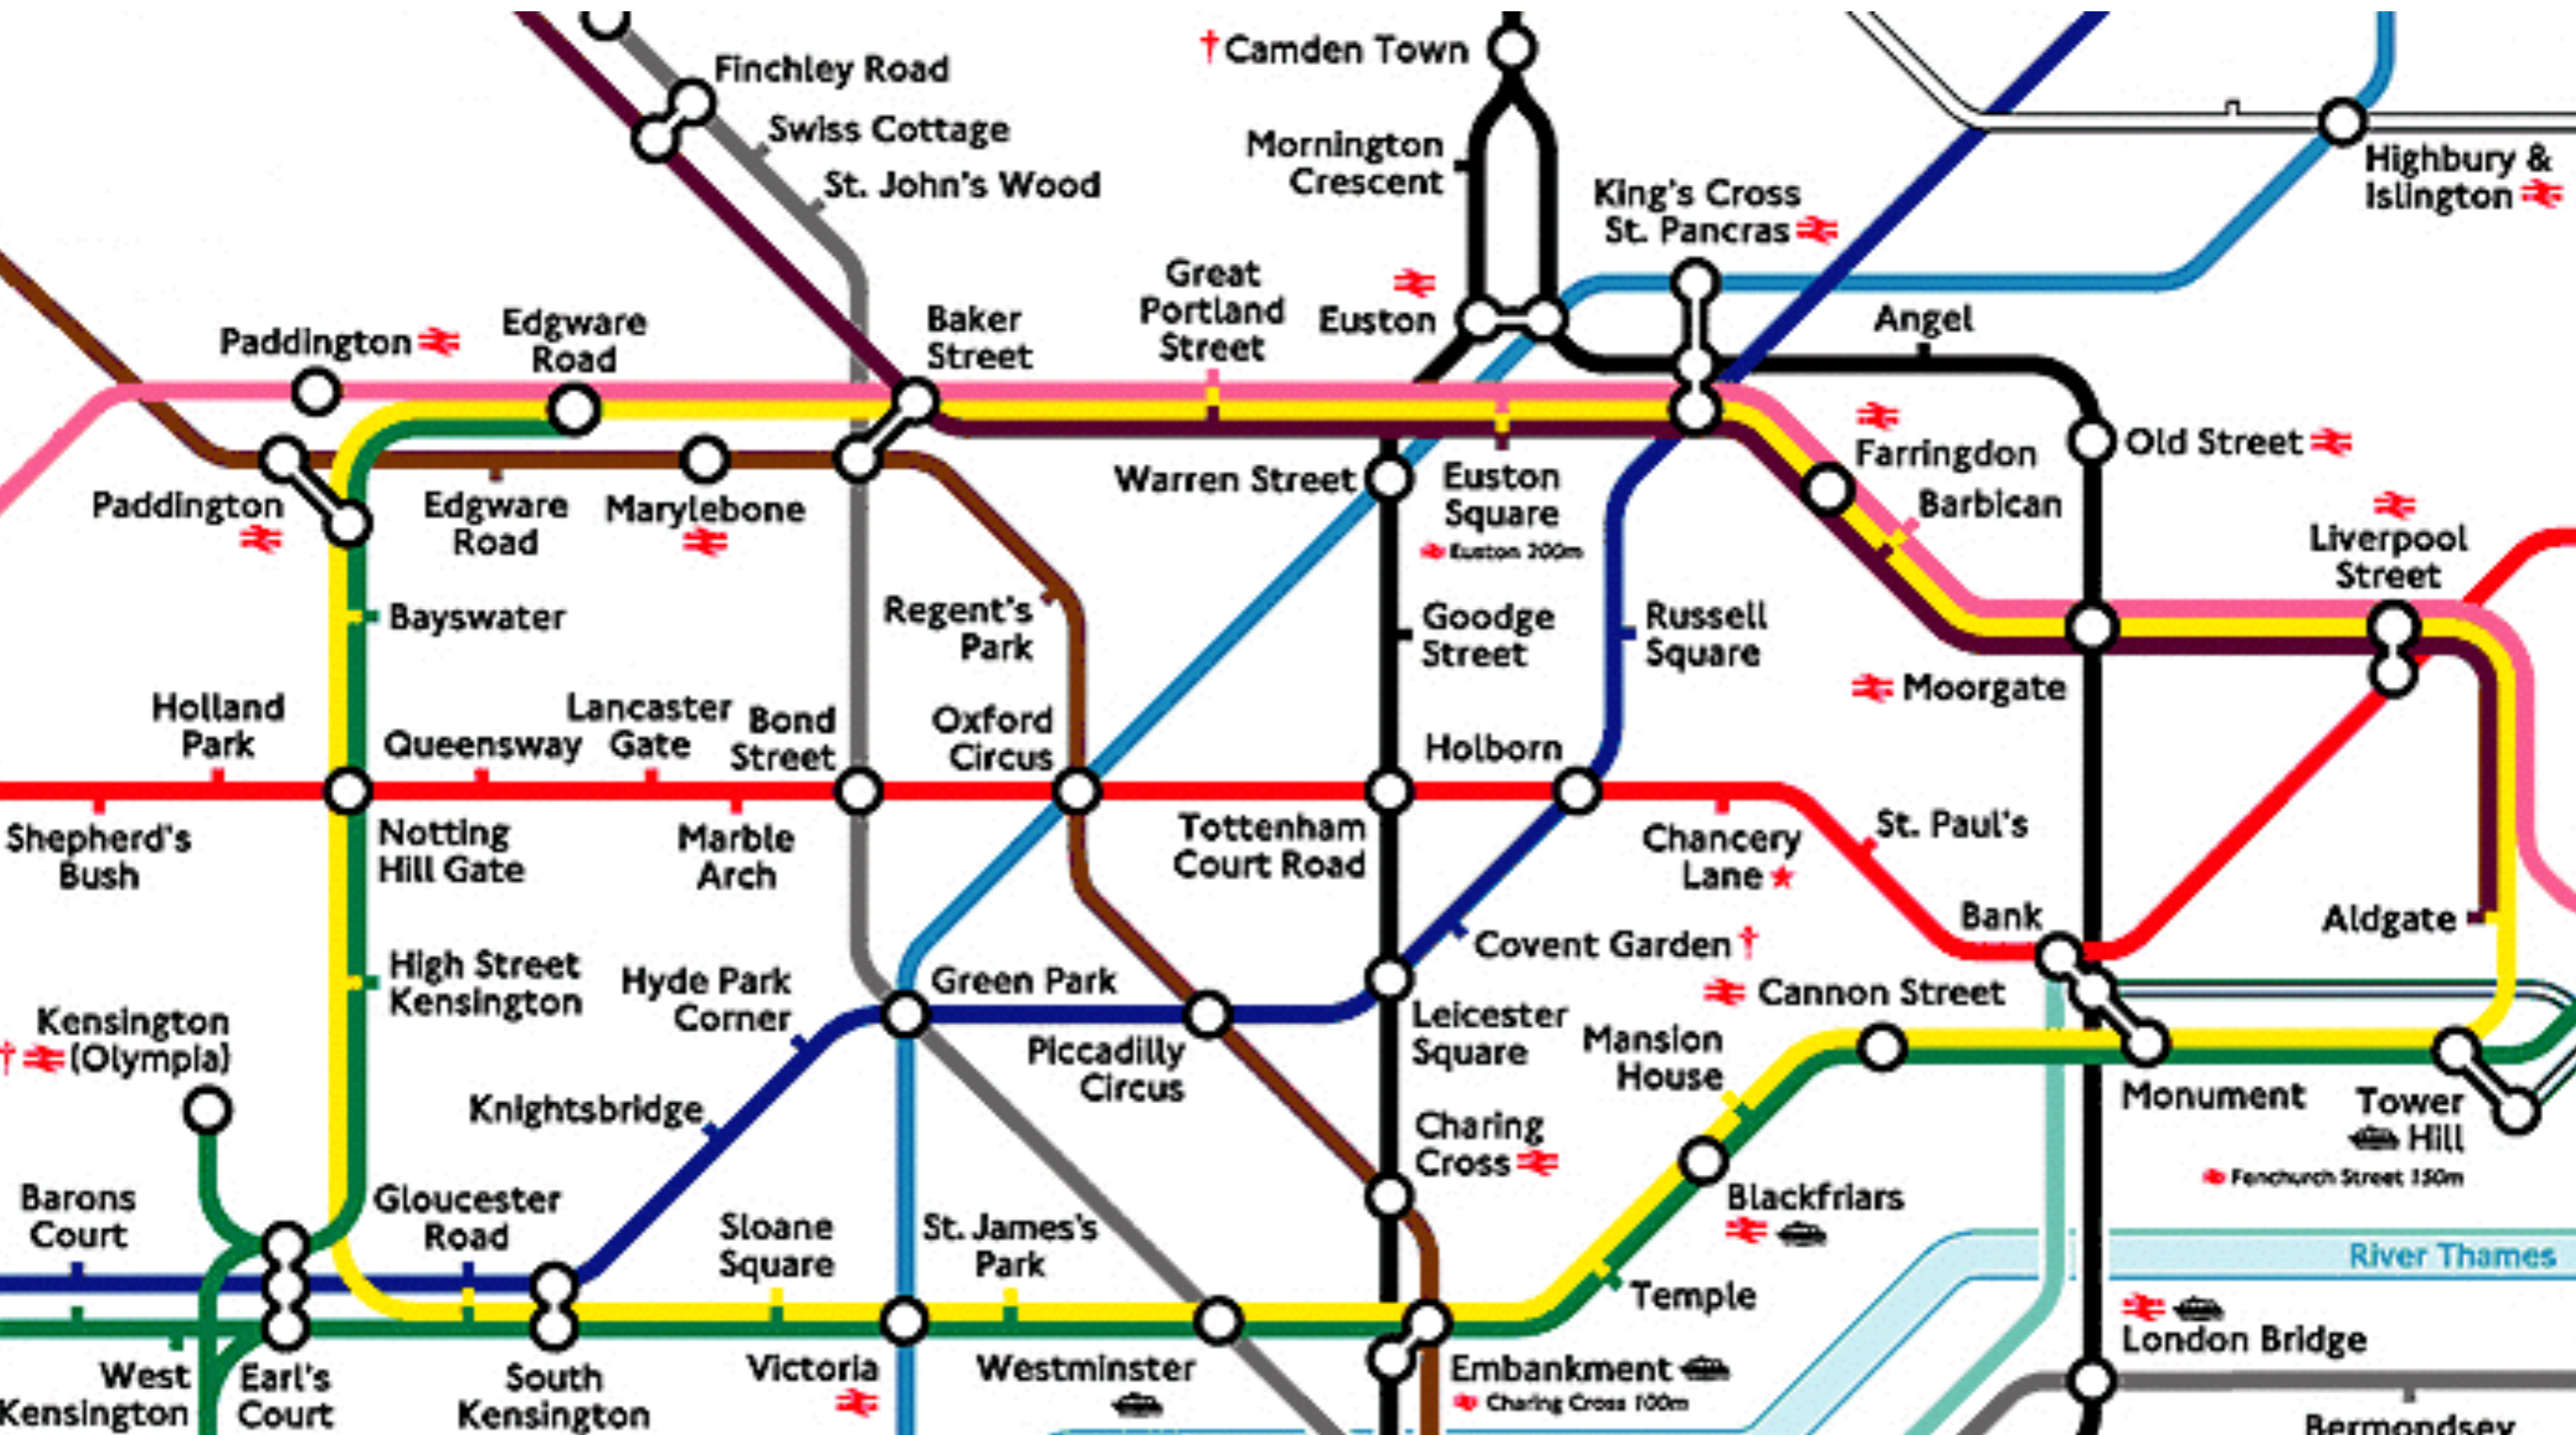 Finchley Road
Swiss Cottage
St. John's Wood
† Camden Town
Mornington
Crescent
King's Cross
St. Pancras
Highbury &
Islington
Paddington
Edgware
Road
Baker
Street
Great
Portland
Street
Euston
Angel
Paddington
Edgware
Road
Marylebone
Warren Street
Euston
Square
Euston 200m
Farringdon
Barbican
Old Street
Liverpool
Street
Bayswater
Regent's
Park
Goodge
Street
Russell
Square
Moorgate
Holland
Park
Queensway
Lancaster
Gate
Bond
Street
Oxford
Circus
Holborn
Shepherd's
Bush
Notting
Hill Gate
Marble
Arch
Tottenham
Court Road
Chancery
Lane ★
St. Paul's
Bank
Aldgate
High Street
Kensington
Hyde Park
Corner
Green Park
Covent Garden †
Cannon Street
Kensington
† (Olympia)
Piccadilly
Circus
Leicester
Square
Mansion
House
Knightsbridge
Monument
Tower
Hill
Fenchurch Street 150m
Charing
Cross
Blackfriars
Barons
Court
Gloucester
Road
Sloane
Square
St. James's
Park
Temple
River Thames
London Bridge
West
Kensington
Earl's
Court
South
Kensington
Victoria
Westminster
Embankment
Charing Cross 100m
Bermondsey